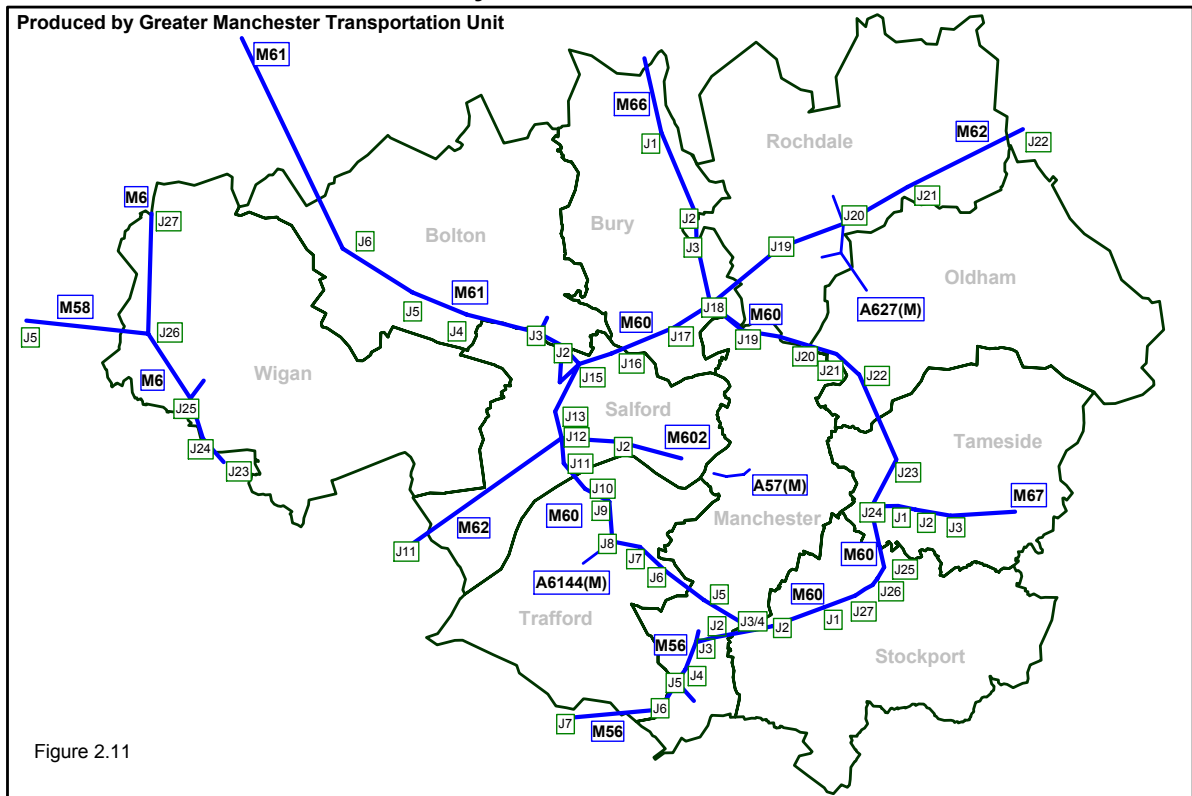 Produced by Greater Manchester Transportation Unit
M61
M66
J1
Rochdale
M62
J22
M6
J27
J6
Bolton
Bury
J2
J3
J20
J21
J19
Oldham
M58
J5
J26
M61
J5
J4
J3
J2
M60
J18
J17
M60
J19
A627(M)
J16
J15
J20
J21
J22
M6
Wigan
J25
J24
J23
Salford
J13
J12
J2
M602
J11
Tameside
J23
J10
J9
A57(M)
Manchester
J24
J1
J2
J3
M67
M62
J11
M60
J8
J7
J6
A6144(M)
M60
J25
J26
J27
M60
J1
Trafford
J5
J3/4
J2
J2
J3
M56
J4
J5
J6
J7
M56
Stockport
Figure 2.11